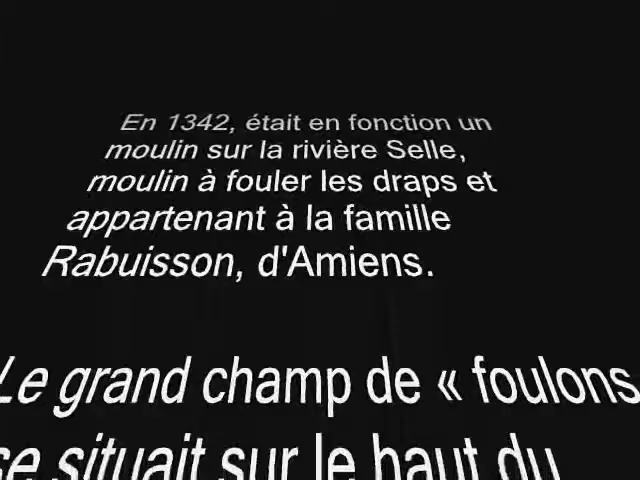 En 1342, était en fonction un
moulin sur la rivière Selle,
moulin à fouler les draps et
appartenant à la famille
Rabuisson, d'Amiens.
Le grand champ de « foulons
se situait sur le haut du